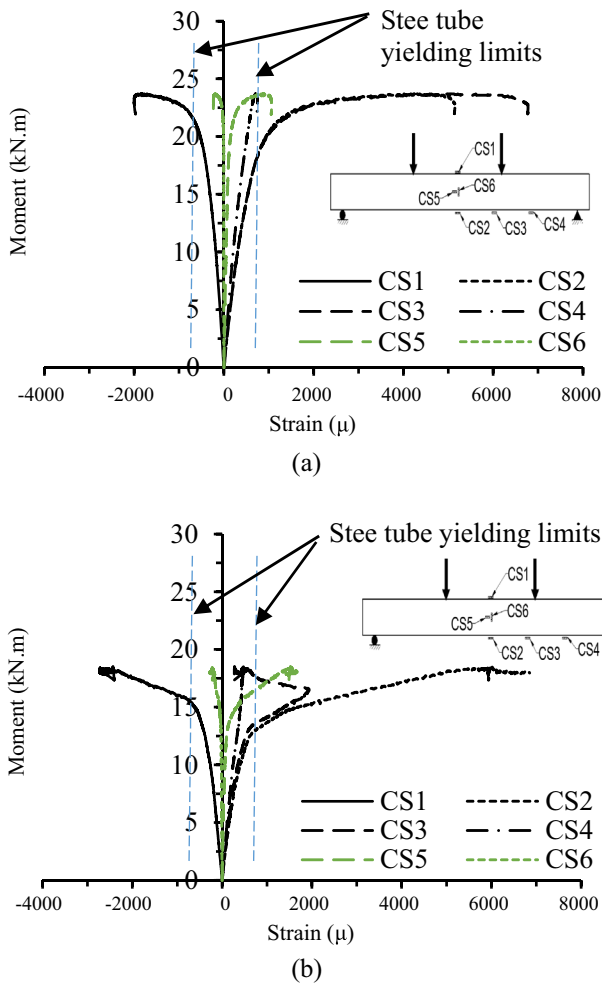 30
25
20
15
10
5
0
Moment (kN.m)
Stee tube
yielding limits
CS1
CS5
CS6
CS2
CS3
CS4
CS1
CS2
CS3
CS4
CS5
CS6
-4000
-2000
0
2000
4000
6000
8000
Strain (μ)
(a)
30
25
20
15
10
5
0
Moment (kN.m)
Stee tube yielding limits
CS1
CS5
CS6
CS2
CS3
CS4
CS1
CS2
CS3
CS4
CS5
CS6
-4000
-2000
0
2000
4000
6000
8000
Strain (μ)
(b)